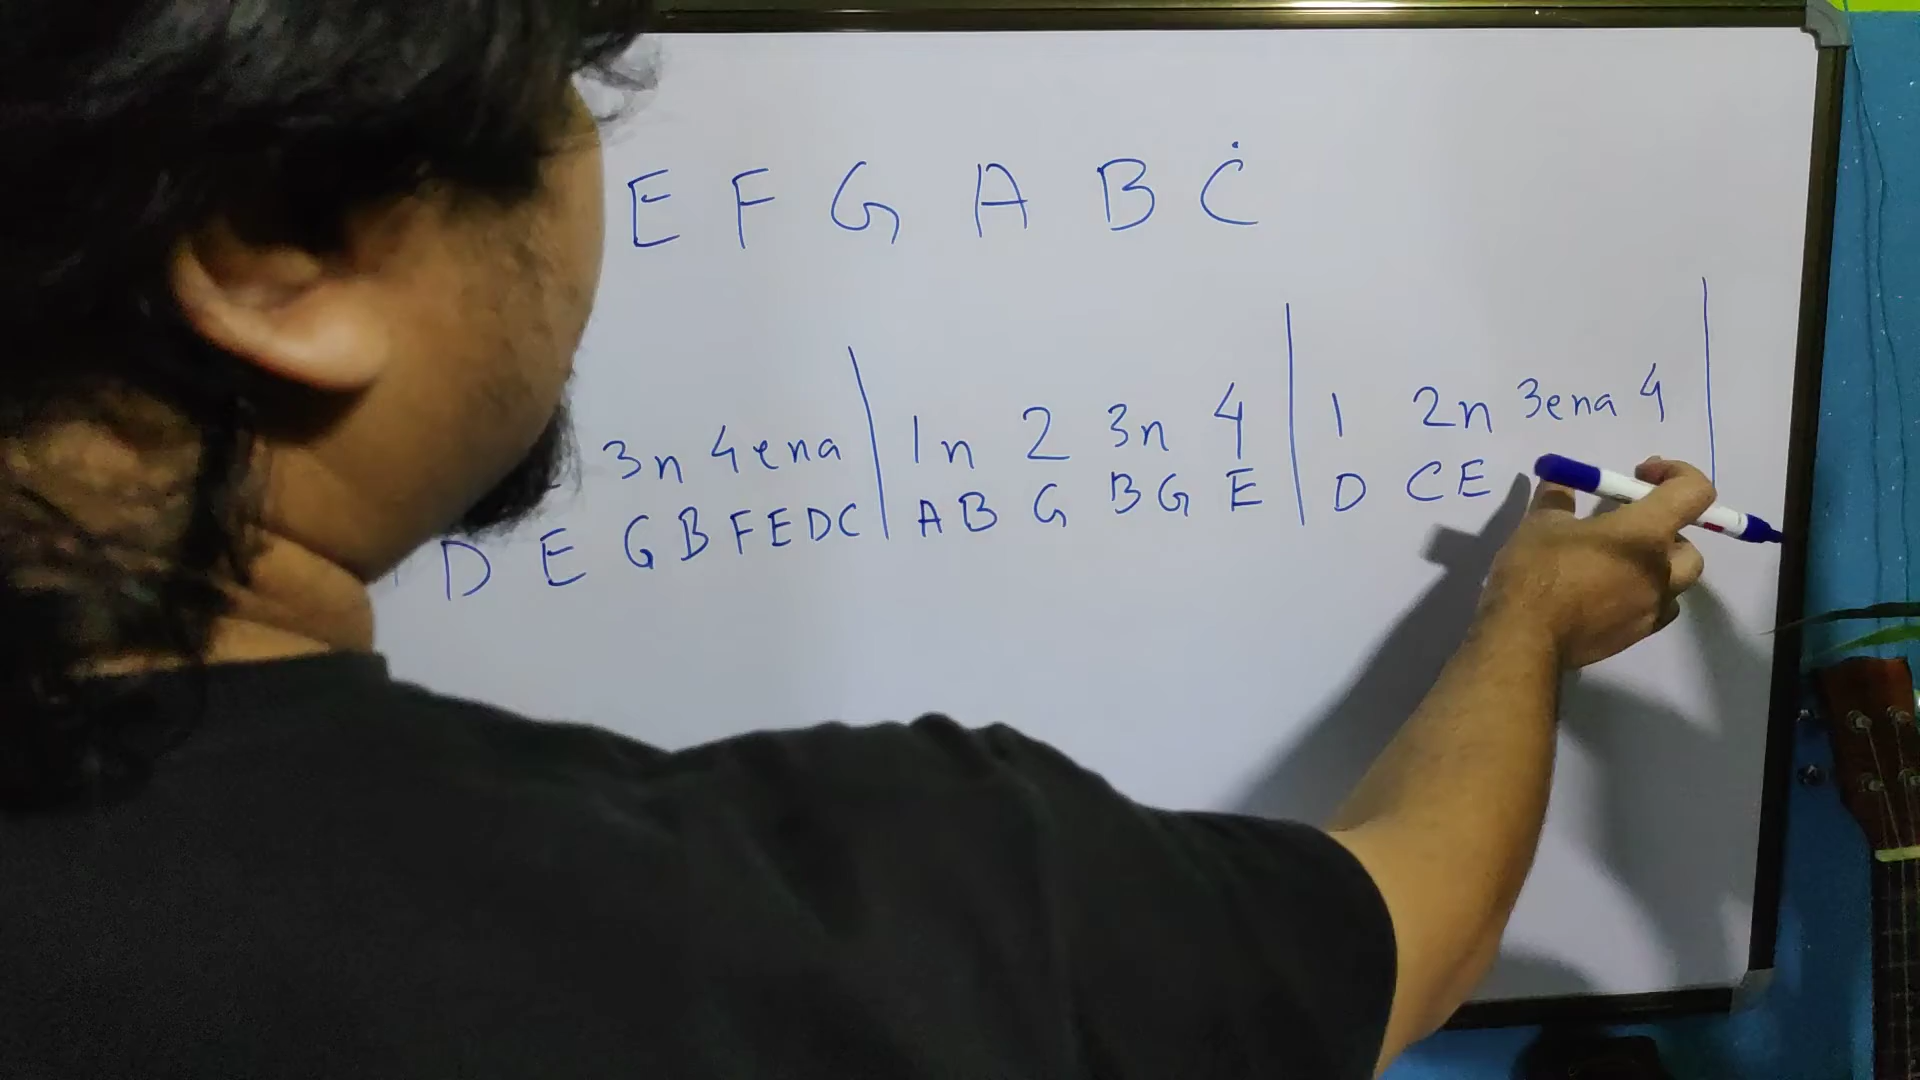 E F G A B Ċ
3n 4ena | 1n 2 3n 4 | 1 2n 3ena 4 |
D E G B F E D C | A B G B G E | D C E